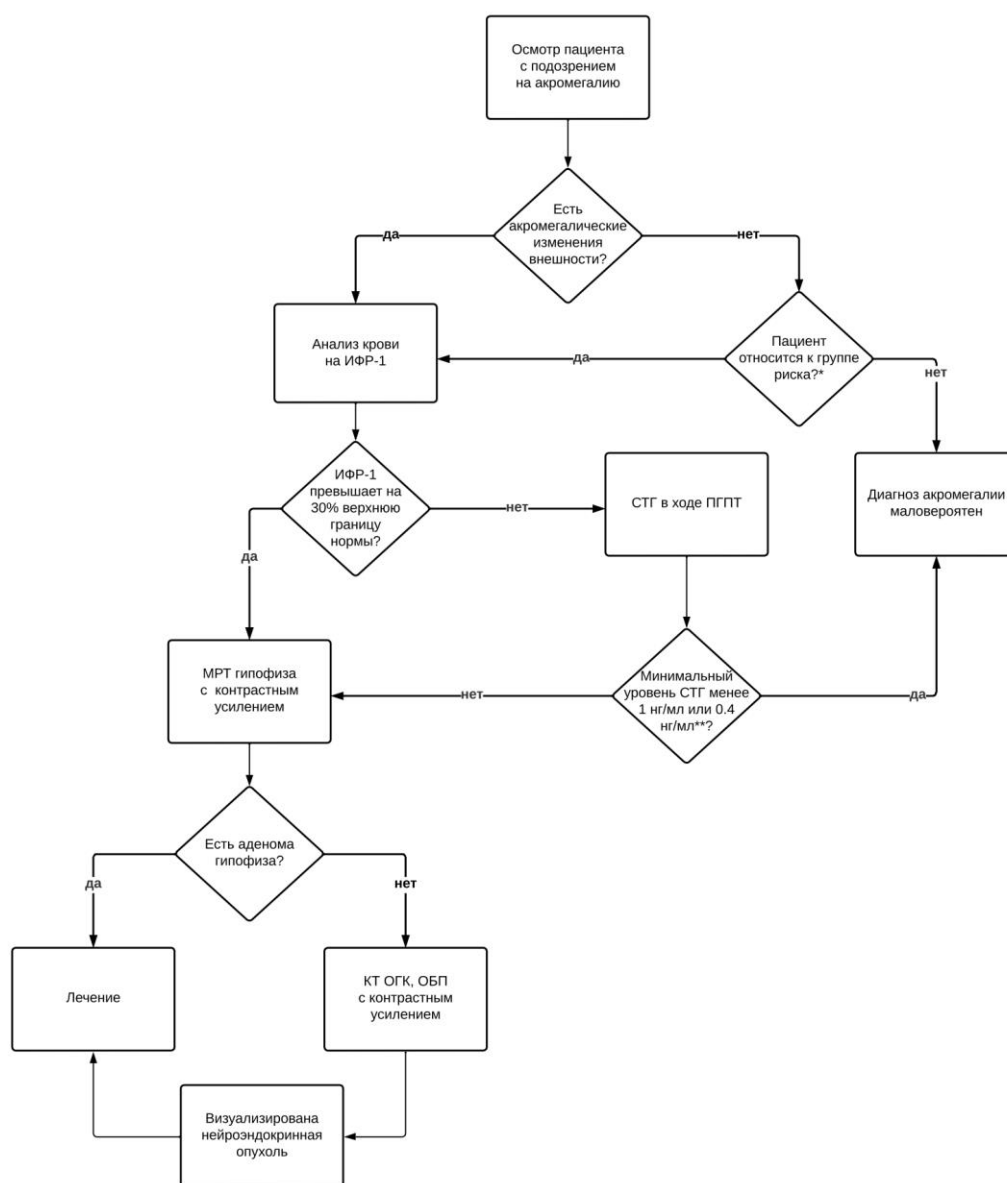 Осмотр пациента
с подозрением
на акромегалию
Есть
акромегалические
изменения
внешности?
да
нет
Анализ крови
на ИФР-1
Пациент
относится к группе
риска?*
да
нет
ИФР-1
превышает на
30% верхнюю
границу
нормы?
нет
да
СТГ в ходе ПГПТ
Диагноз акромегалии
маловероятен
МРТ гипофиза
с контрастным
усилением
Минимальный
уровень СТГ менее
1 нг/мл или 0.4
нг/мл**?
нет
да
Есть аденома
гипофиза?
да
нет
Лечение
КТ ОГК, ОБП
с контрастным
усилением
Визуализирована
нейроэндокринная
опухоль